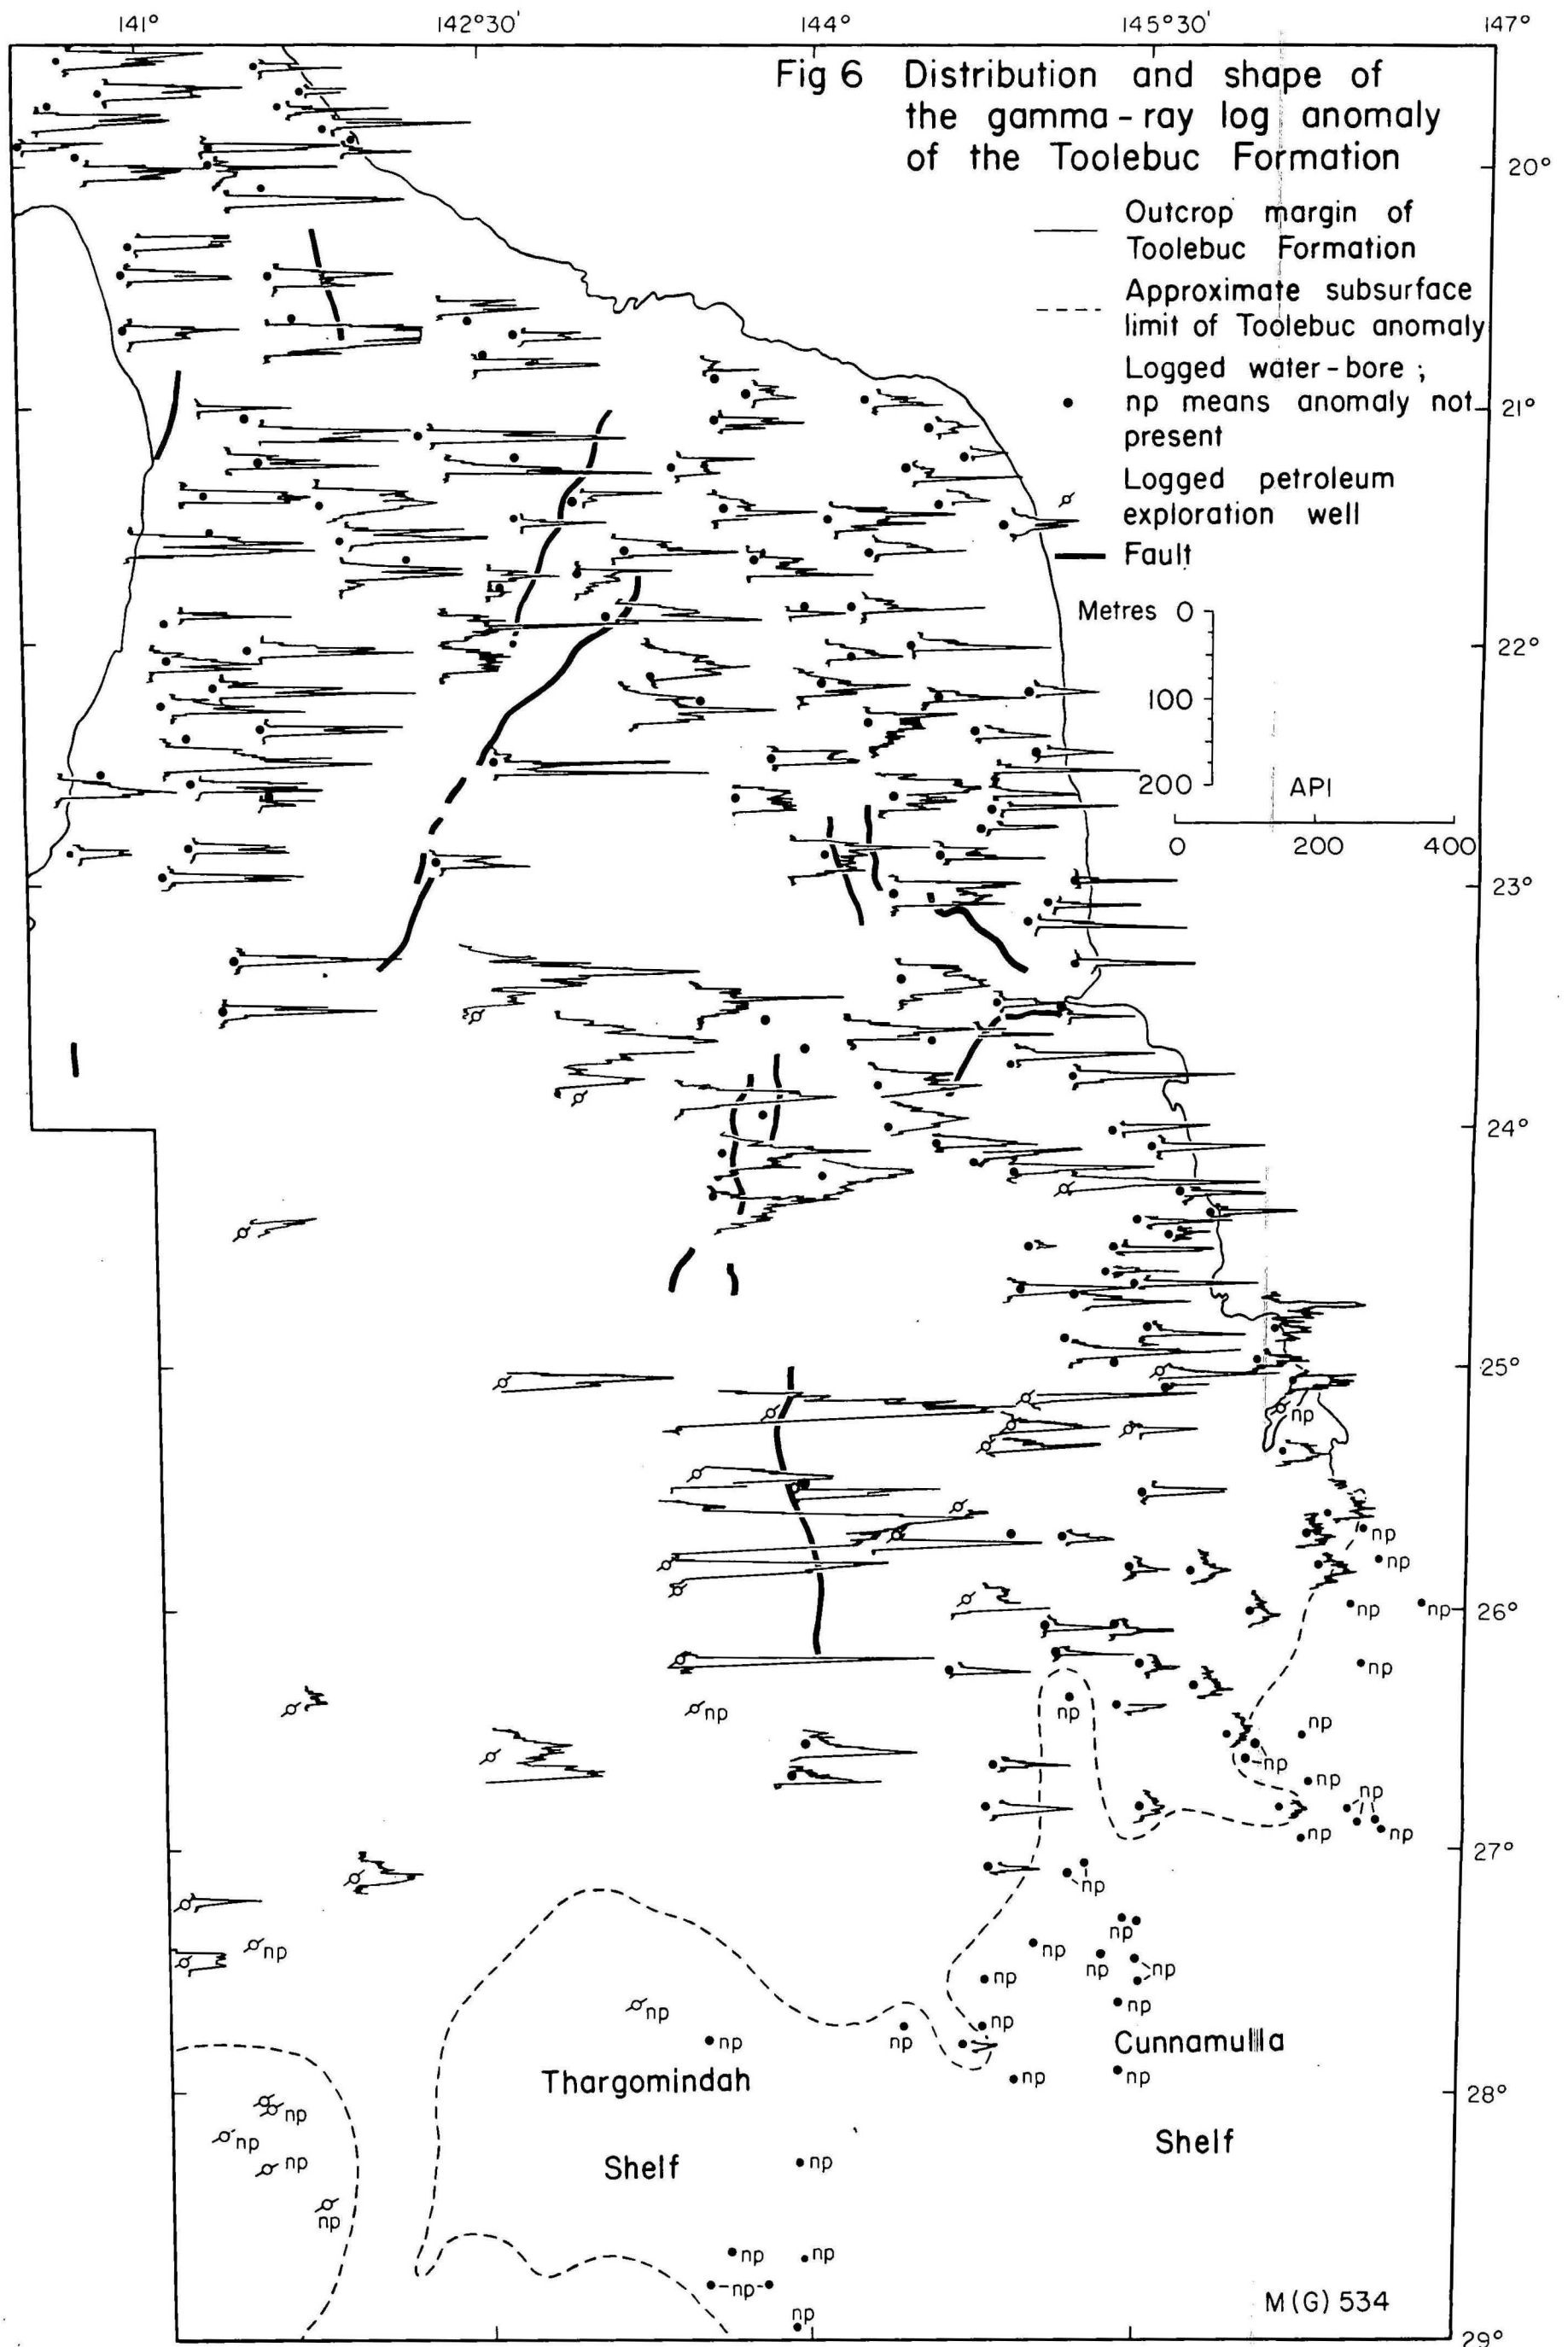 141° 142°30' 144° 145°30' 147°
Fig 6 Distribution and shape of
the gamma-ray log anomaly
of the Toolebuc Formation
20°
Outcrop margin of
Toolebuc Formation
Approximate subsurface
limit of Toolebuc anomaly
Logged water-bore;
np means anomaly not
present
21°
Logged petroleum
exploration well
Fault
Metres 0
22°
100
200
API
0 200 400
23°
24°
25°
np
np
np
np
np
26°
np
np
np
np
np
np
np
np
np
27°
np
np
np
np
np
np
np
np
np
np
np
Cunnamulla
np
np
Thargomindah
28°
np
np
np
Shelf
Shelf
np
np
np
np
np
np
M(G) 534
29°